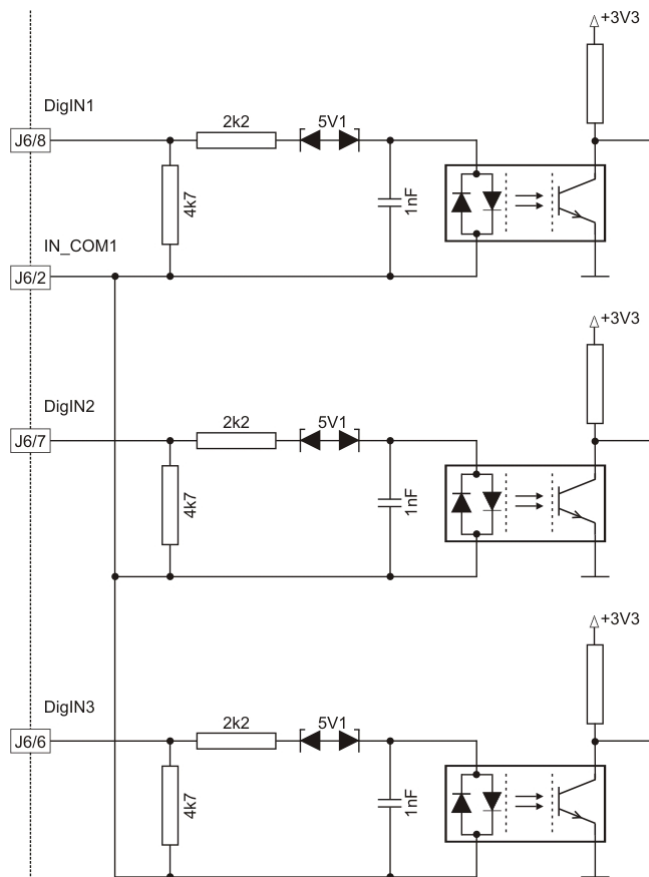 +3V3
DigIN1
2k2
5V1
J6/8
4k7
1nF
IN_COM1
J6/2
+3V3
DigIN2
2k2
5V1
J6/7
4k7
1nF
+3V3
DigIN3
2k2
5V1
J6/6
4k7
1nF